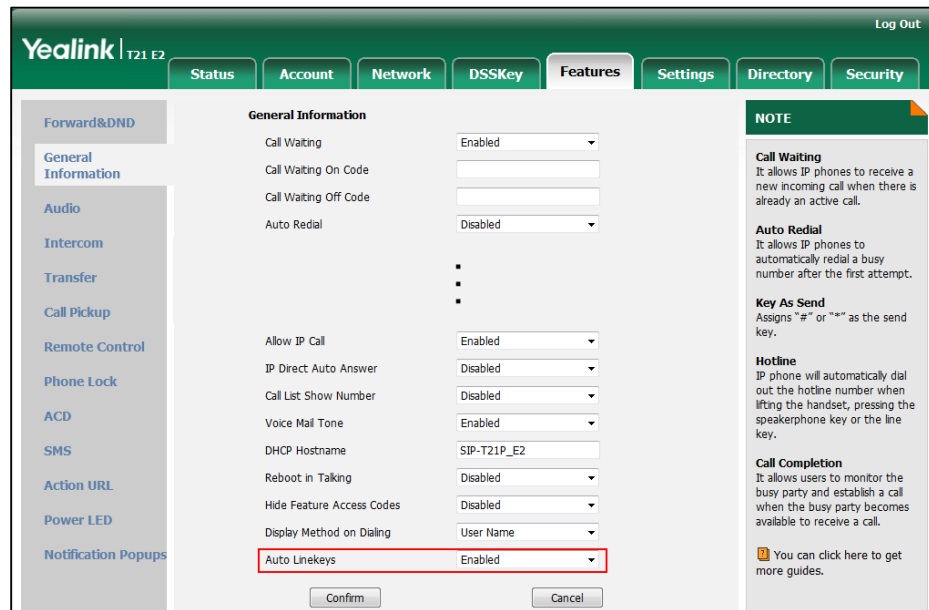 Log Out
Yealink | T21 E2
Status Account Network DSSKey Features Settings Directory Security
Forward&DND
General
Information
Audio
Intercom
Transfer
Call Pickup
Remote Control
Phone Lock
ACD
SMS
Action URL
Power LED
Notification Popups
General Information
Call Waiting Enabled
Call Waiting On Code
Call Waiting Off Code
Auto Redial Disabled
Allow IP Call Enabled
IP Direct Auto Answer Disabled
Call List Show Number Disabled
Voice Mail Tone Enabled
DHCP Hostname SIP-T21P_E2
Reboot in Talking Disabled
Hide Feature Access Codes Disabled
Display Method on Dialing User Name
Auto Linekeys Enabled
Confirm Cancel
NOTE
Call Waiting
It allows IP phones to receive a
new incoming call when there is
already an active call.
Auto Redial
It allows IP phones to
automatically redial a busy
number after the first attempt.
Key As Send
Assigns "#" or "*" as the send
key.
Hotline
IP phone will automatically dial
out the hotline number when
lifting the handset, pressing the
speakerphone key or the line
key.
Call Completion
It allows users to monitor the
busy party and establish a call
when the busy party becomes
available to receive a call.
You can click here to get
more guides.